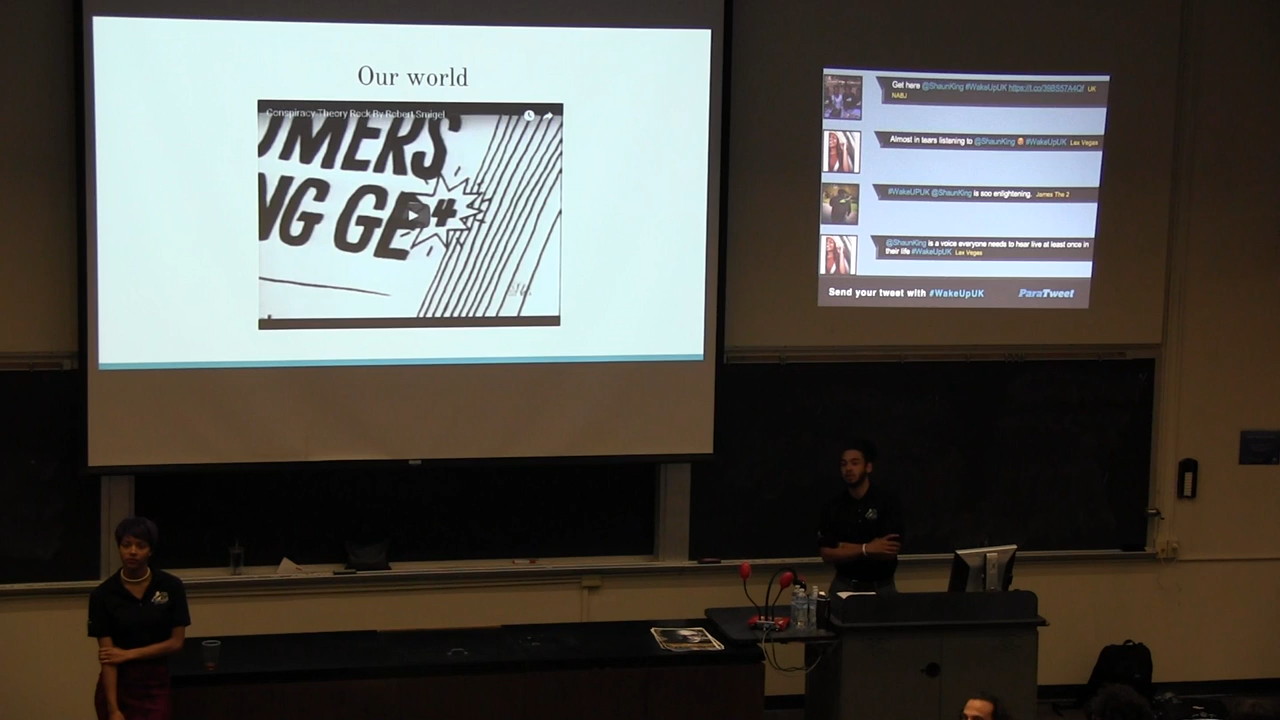 Our world
Conspiracy Theory Rock By Robert Smigel
OMERS
NG GE
4
Get here @ShaunKing #WakeUpUK https://t.co/39BS57A4Qf UK
NABJ
Almost in tears listening to @ShaunKing #WakeUpUK Lex Vegas
#WakeUPUK @ShaunKing is soo enlightening. James The 2
@ShaunKing is a voice everyone needs to hear live at least once in
their life #WakeUpUK Lex Vegas
Send your tweet with #WakeUpUK ParaTweet